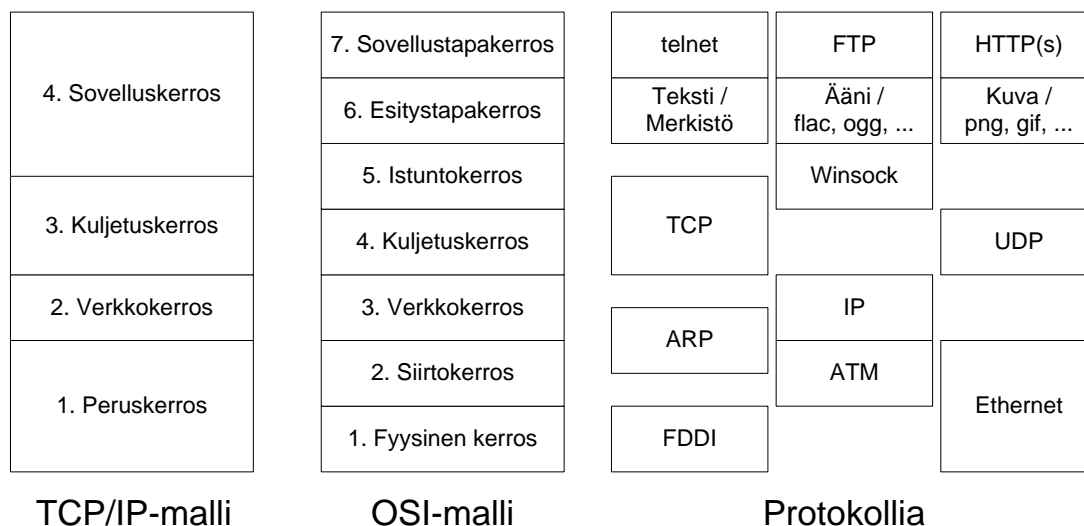 4. Sovelluskerros
3. Kuljetuskerros
2. Verkkokerros
1. Peruskerros
TCP/IP-malli
7. Sovellustapakerros
6. Esitystapakerros
5. Istuntokerros
4. Kuljetuskerros
3. Verkkokerros
2. Siirtokerros
1. Fyysinen kerros
OSI-malli
telnet
Teksti /
Merkistö
TCP
ARP
FDDI
FTP
Ääni /
flac, ogg, ...
Winsock
IP
ATM
HTTP(s)
Kuva /
png, gif, ...
UDP
Ethernet
Protokollia